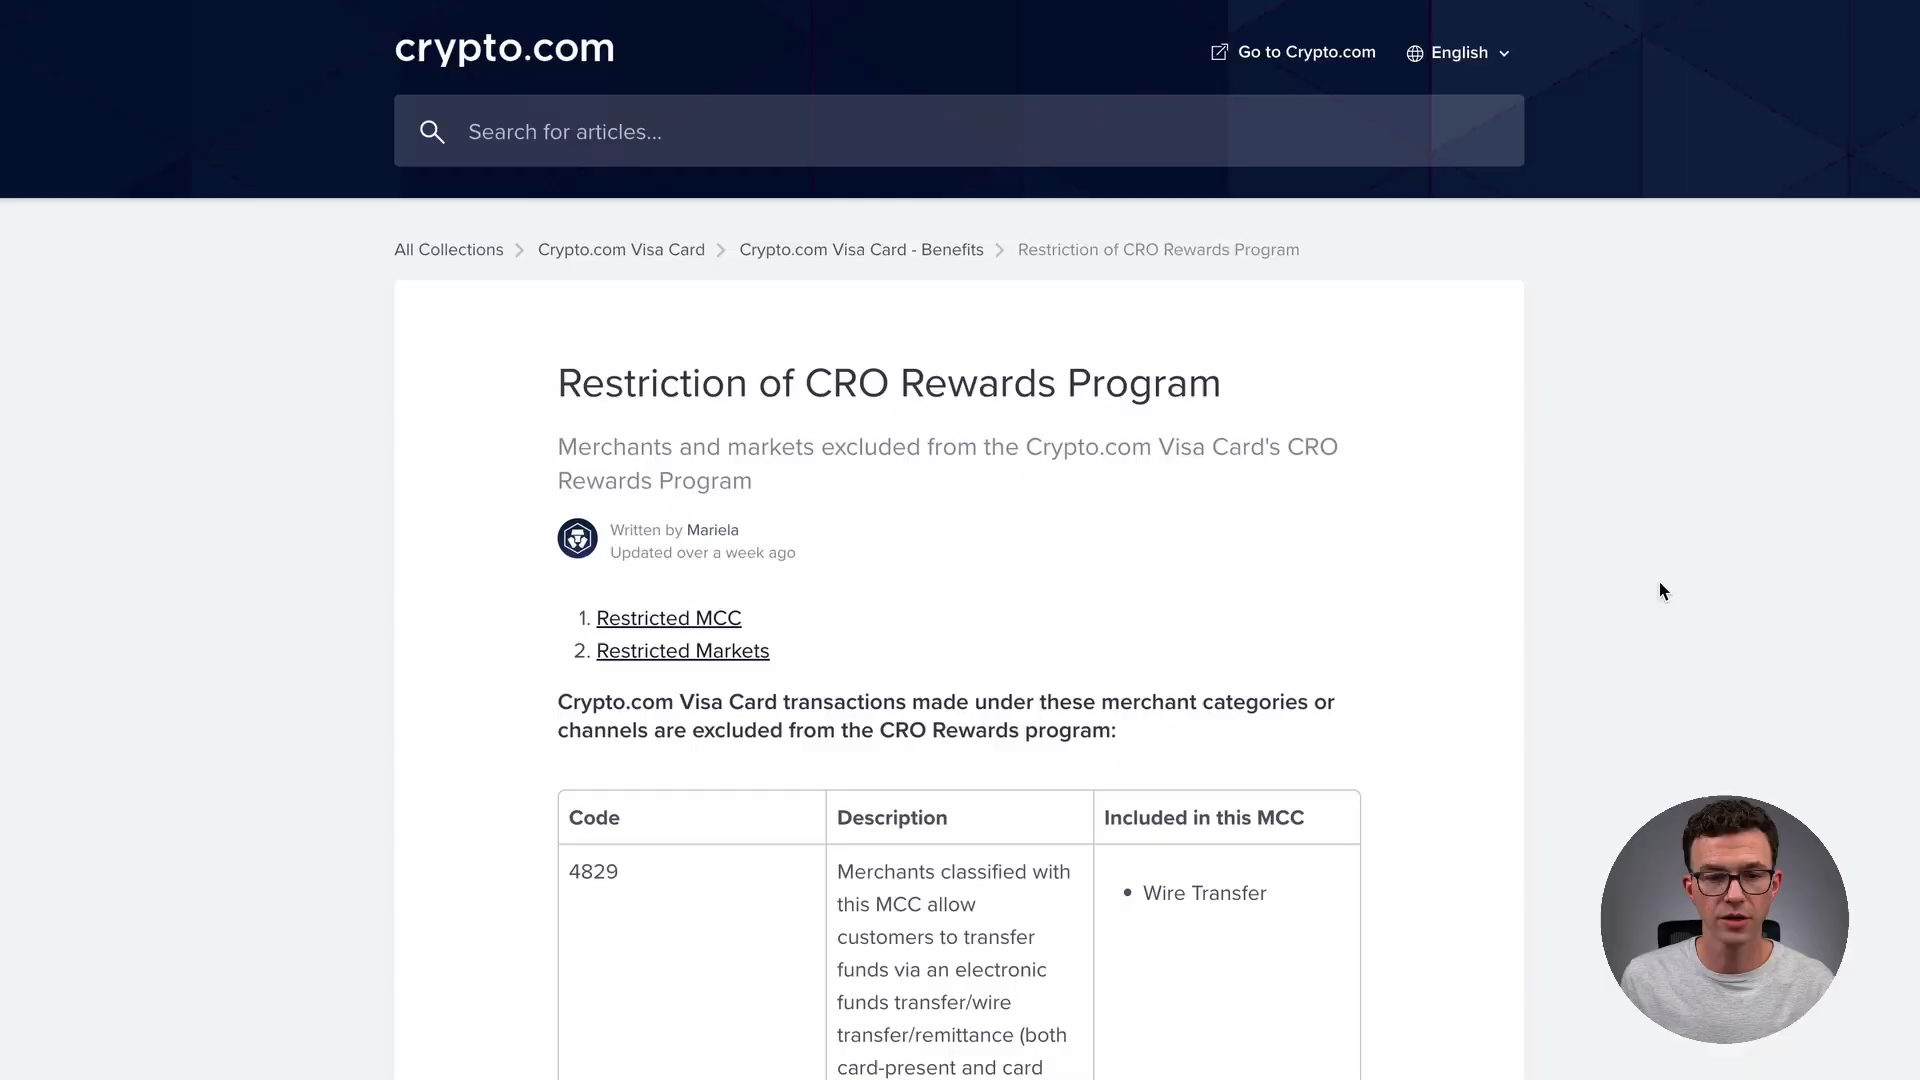 crypto.com
Go to Crypto.com
English
Search for articles...
All Collections
Crypto.com Visa Card
Crypto.com Visa Card - Benefits
Restriction of CRO Rewards Program
Restriction of CRO Rewards Program
Merchants and markets excluded from the Crypto.com Visa Card's CRO
Rewards Program
Written by Mariela
Updated over a week ago
1. Restricted MCC
2. Restricted Markets
Crypto.com Visa Card transactions made under these merchant categories or
channels are excluded from the CRO Rewards program:
Code
Description
Included in this MCC
4829
Merchants classified with
this MCC allow
customers to transfer
funds via an electronic
funds transfer/wire
transfer/remittance (both
card-present and card
• Wire Transfer